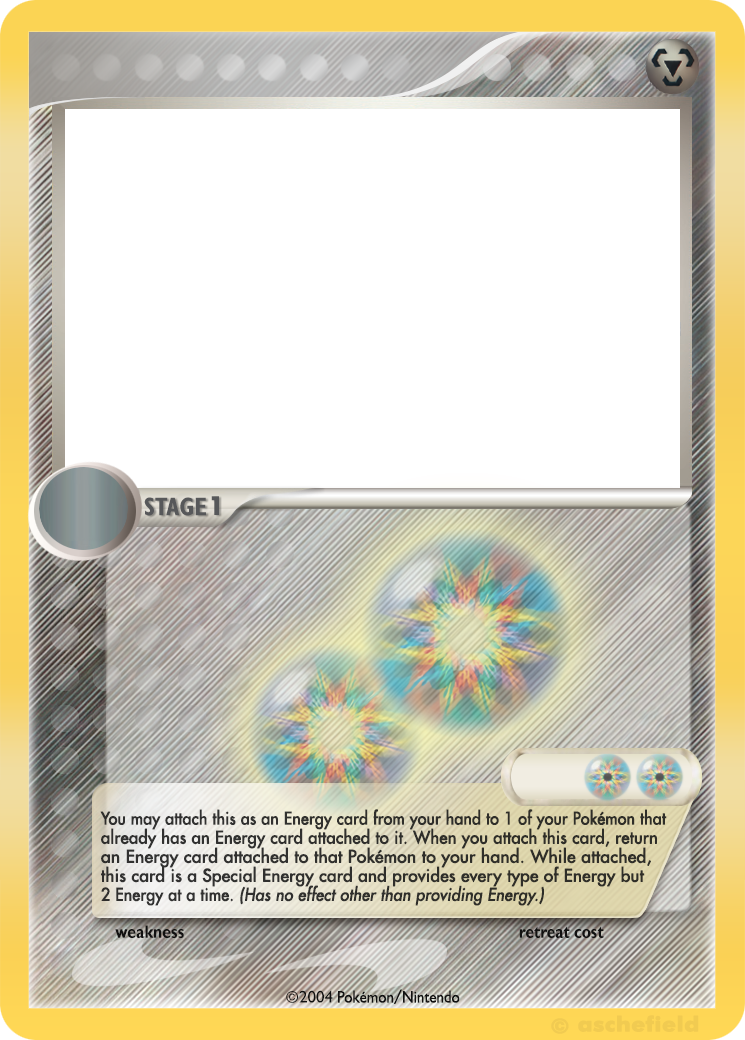 STAGE 1
You may attach this as an Energy card from your hand to 1 of your Pokémon that
already has an Energy card attached to it. When you attach this card, return
an Energy card attached to that Pokémon to your hand. While attached,
this card is a Special Energy card and provides every type of Energy but
2 Energy at a time. (Has no effect other than providing Energy.)
weakness retreat cost
©2004 Pokémon/Nintendo
© aschefield